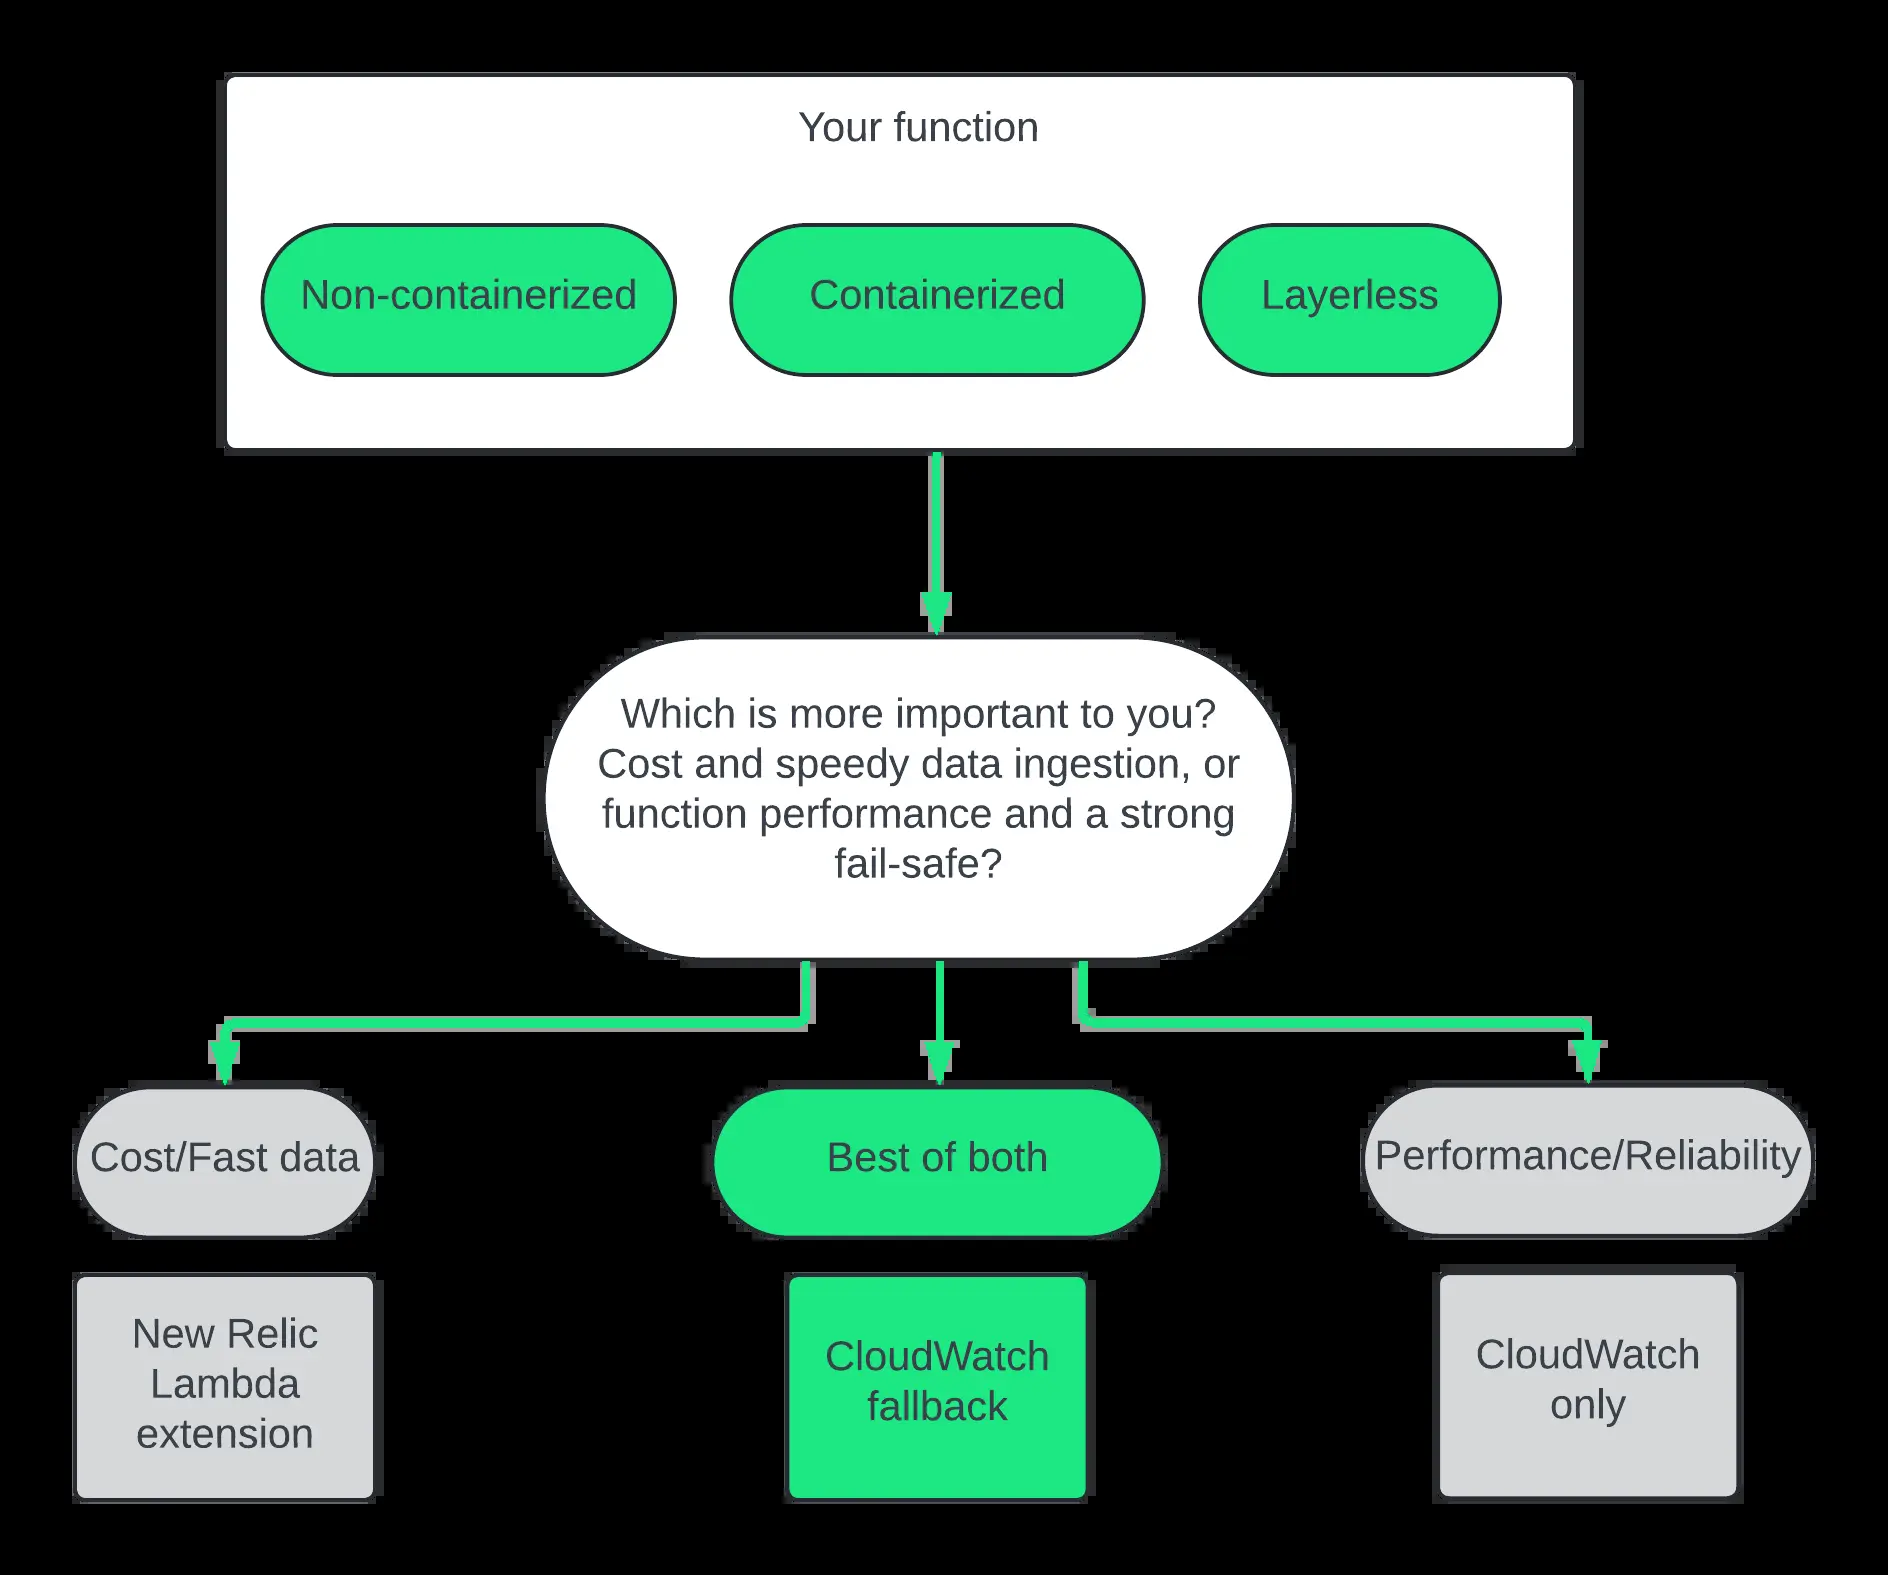 Your function
Non-containerized
Containerized
Layerless
Which is more important to you?
Cost and speedy data ingestion, or
function performance and a strong
fail-safe?
Cost/Fast data
Best of both
Performance/Reliability
New Relic
Lambda
extension
CloudWatch
fallback
CloudWatch
only